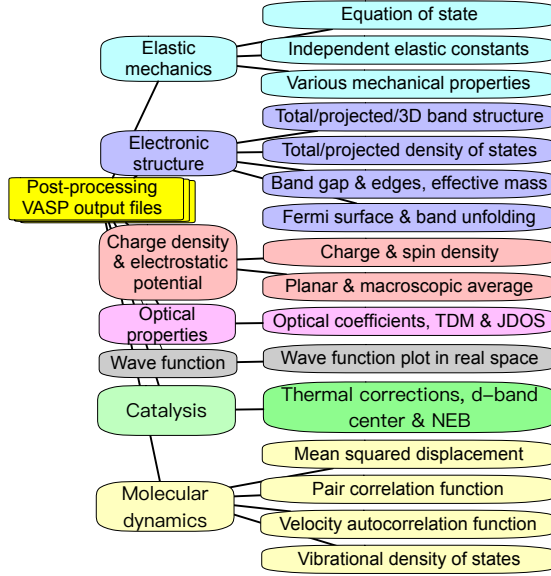 Post-processing
VASP output files
Elastic
mechanics
Equation of state
Independent elastic constants
Various mechanical properties
Electronic
structure
Total/projected/3D band structure
Total/projected density of states
Band gap & edges, effective mass
Fermi surface & band unfolding
Charge density
& electrostatic
potential
Charge & spin density
Planar & macroscopic average
Optical
properties
Optical coefficients, TDM & JDOS
Wave function
Wave function plot in real space
Catalysis
Thermal corrections, d-band
center & NEB
Molecular
dynamics
Mean squared displacement
Pair correlation function
Velocity autocorrelation function
Vibrational density of states